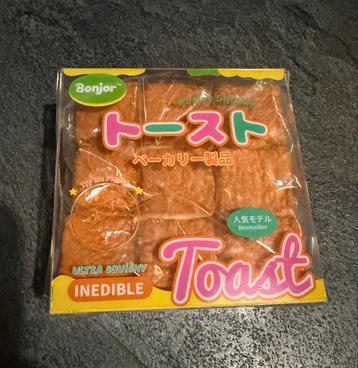 Bonjor™
トースト
ベーカリー製品
人気モデル
Bestseller
ULTRA SQUISHY
INEDIBLE
Toast